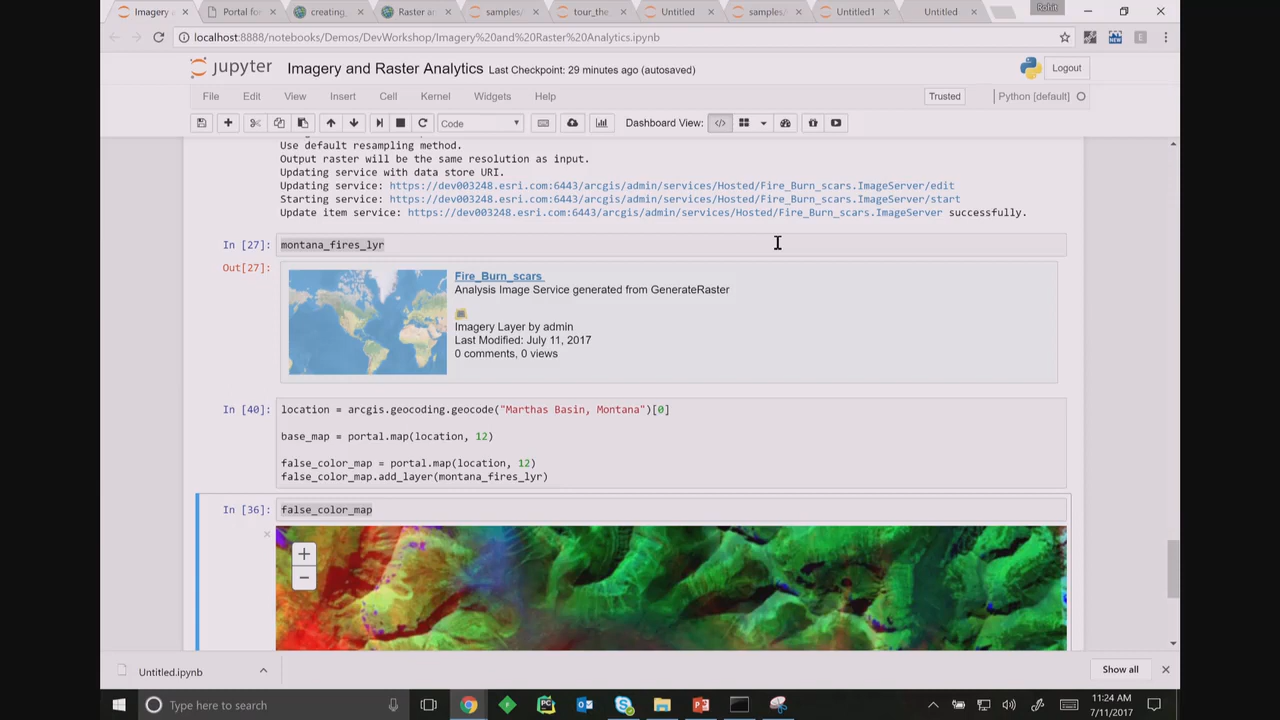 Imagery a
Portal for
creating_
Raster ar
samples/
tour_the
Untitled
samples/
Untitled1
Untitled
Rohit
localhost:8888/notebooks/Demos/DevWorkshop/Imagery%20and%20Raster%20Analytics.ipynb
jupyter Imagery and Raster Analytics Last Checkpoint: 29 minutes ago (autosaved)
Logout
File Edit View Insert Cell Kernel Widgets Help
Trusted
Python [default]
Code
Dashboard View:
Use default resampling method.
Output raster will be the same resolution as input.
Updating service with data store URI.
Updating service: https://dev003248.esri.com:6443/arcgis/admin/services/Hosted/Fire_Burn_scars.ImageServer/edit
Starting service: https://dev003248.esri.com:6443/arcgis/admin/services/Hosted/Fire_Burn_scars.ImageServer/start
Update item service: https://dev003248.esri.com:6443/arcgis/admin/services/Hosted/Fire_Burn_scars.ImageServer successfully.
In [27]: montana_fires_lyr
Out[27]:
Fire_Burn_scars
Analysis Image Service generated from GenerateRaster
Imagery Layer by admin
Last Modified: July 11, 2017
0 comments, 0 views
In [40]: location = arcgis.geocoding.geocode("Marthas Basin, Montana")[0]
base_map = portal.map(location, 12)
false_color_map = portal.map(location, 12)
false_color_map.add_layer(montana_fires_lyr)
In [36]: false_color_map
+
−
Untitled.ipynb
Show all
Type here to search
11:24 AM
7/11/2017